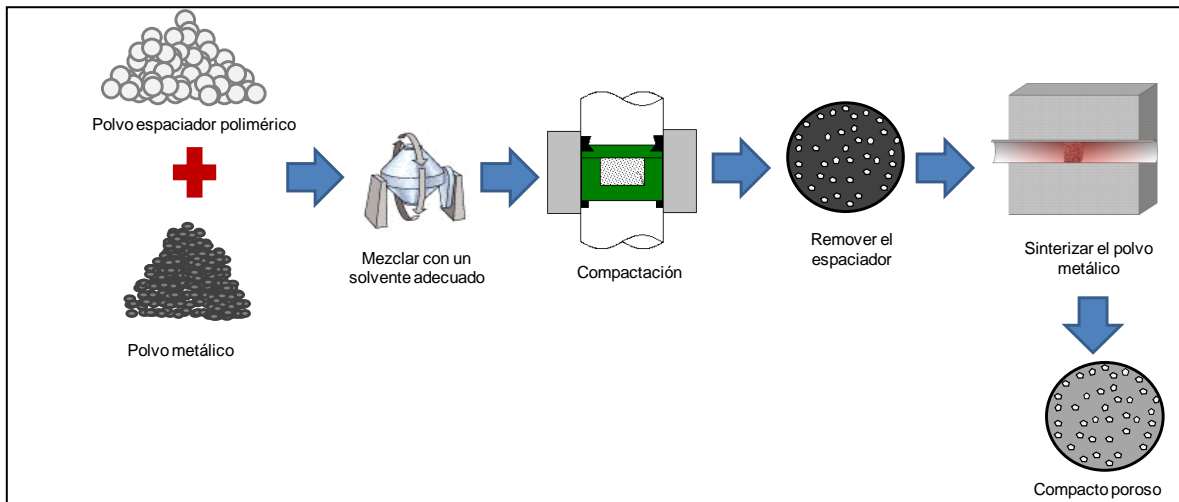 Polvo espaciador polimérico
Polvo metálico
Mezclar con un
solvente adecuado
Compactación
Remover el
espaciador
Sinterizar el polvo
metálico
Compacto poroso